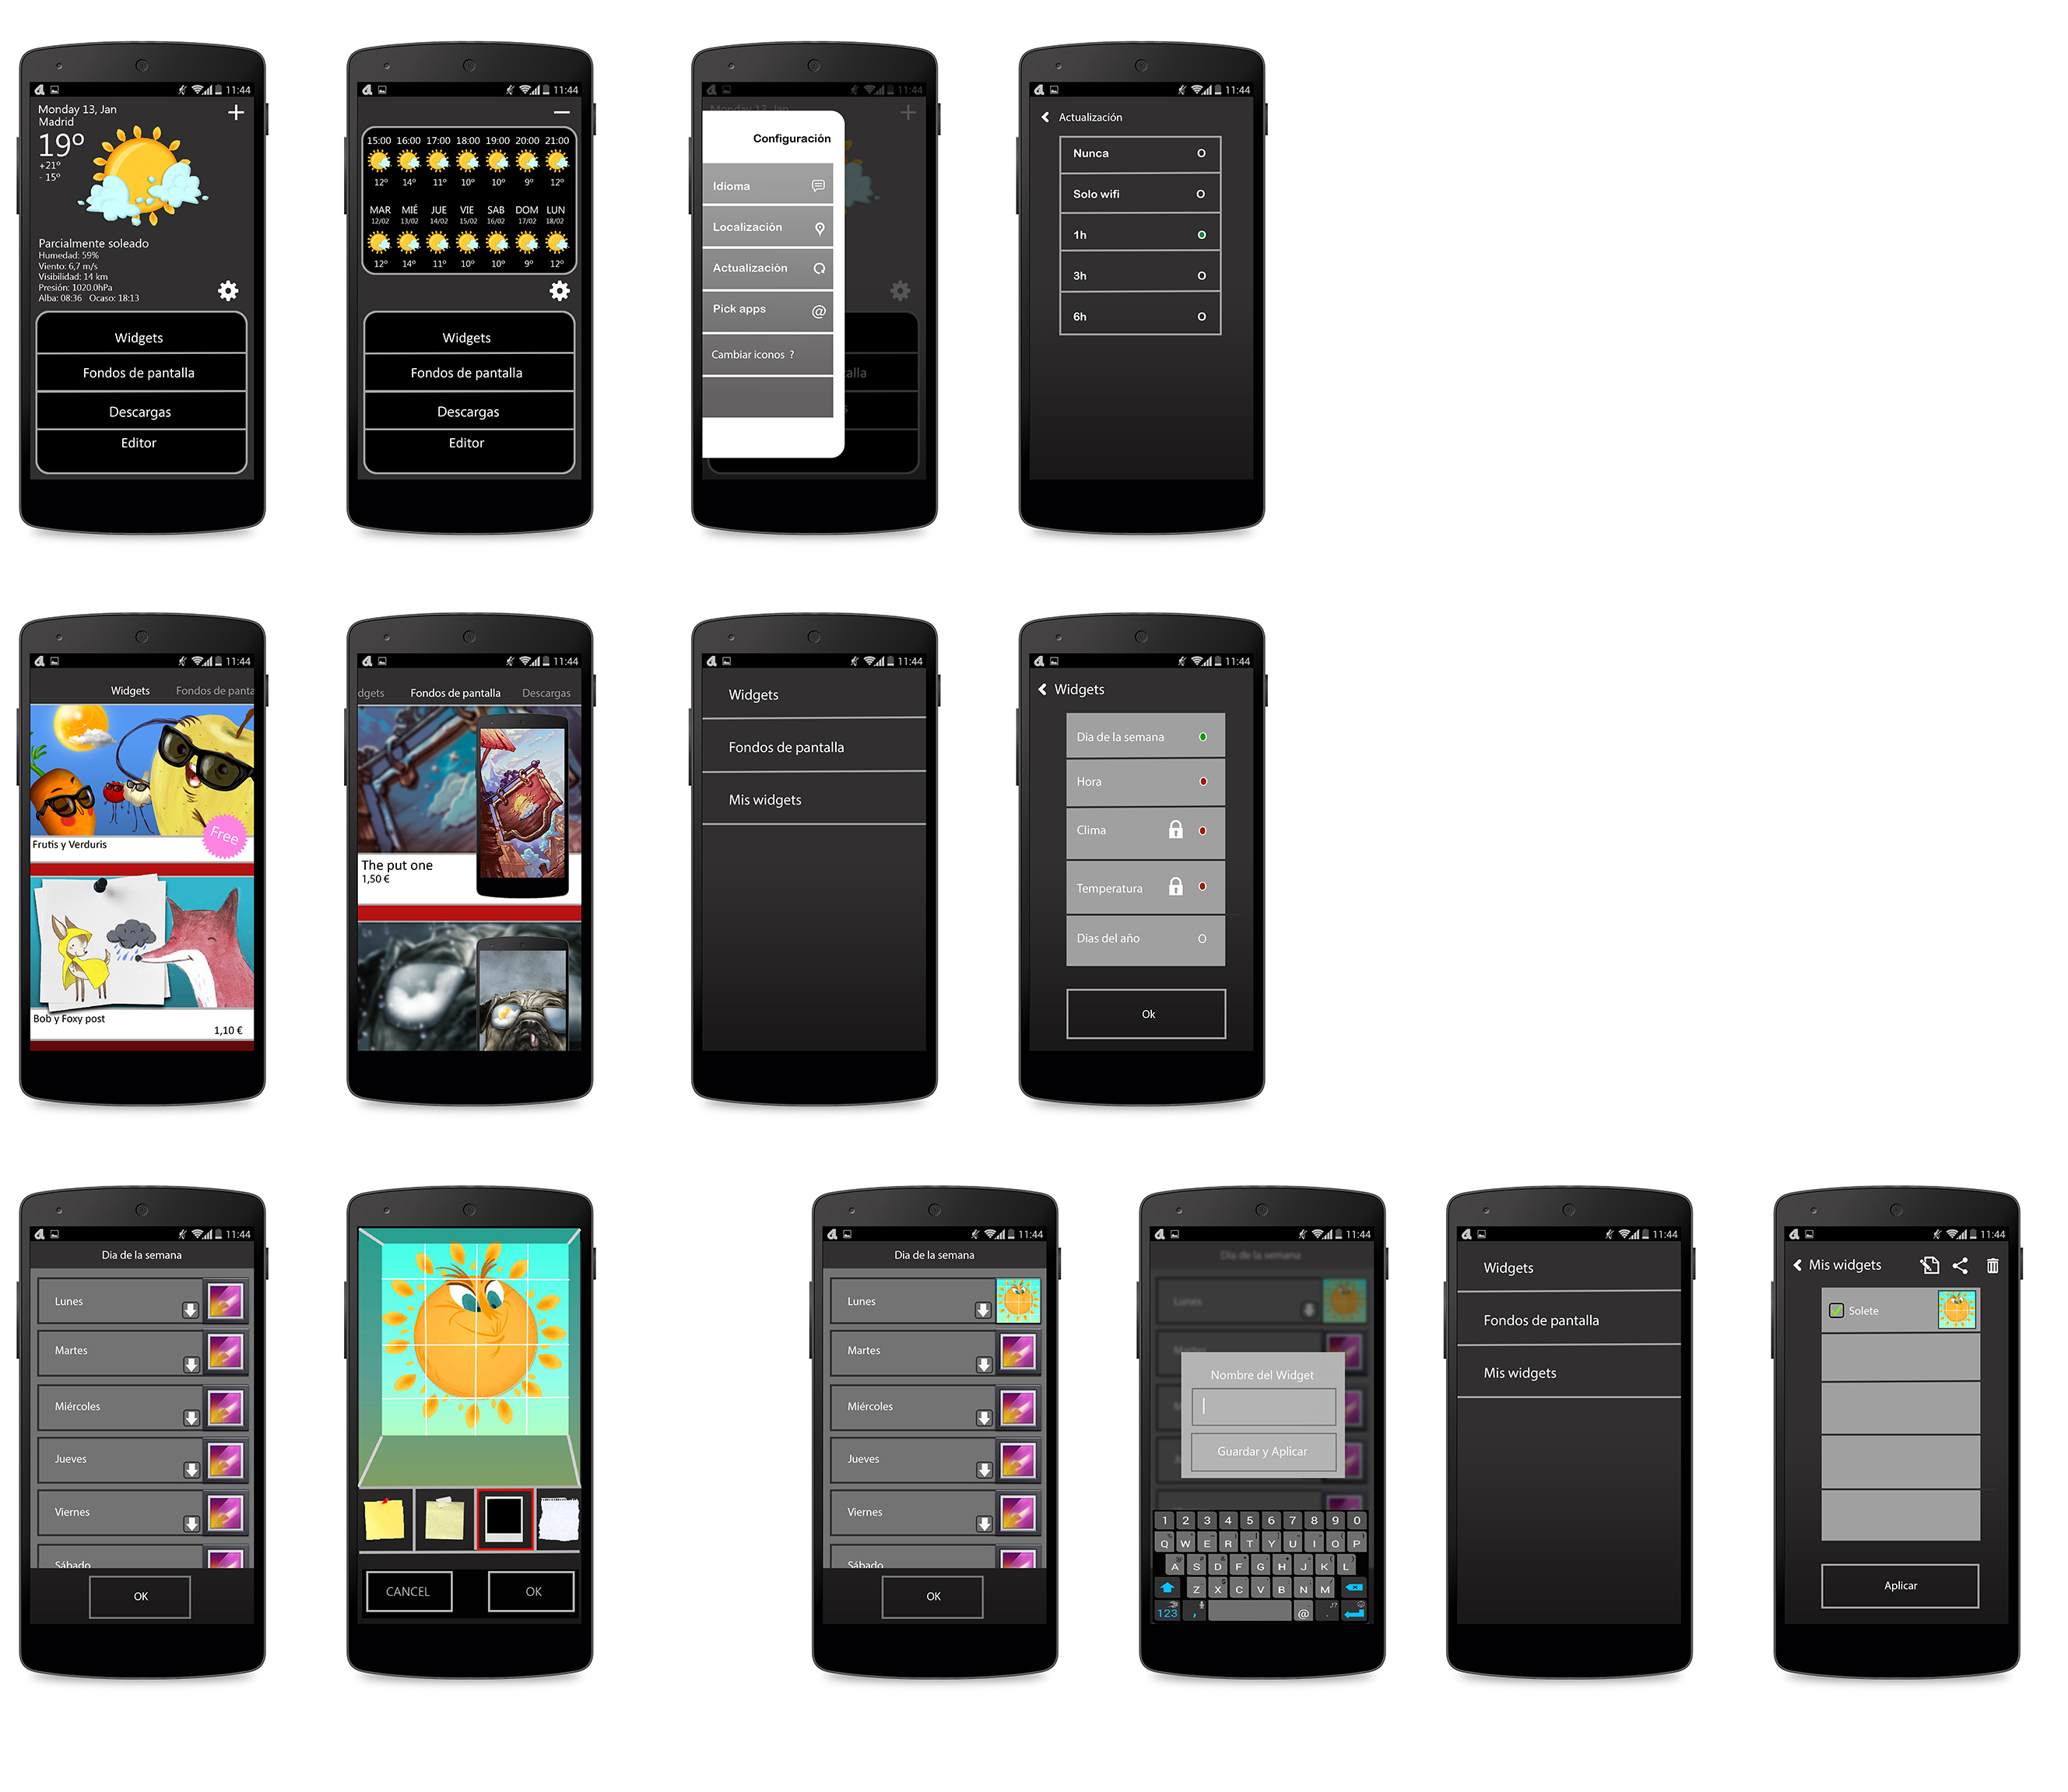 11:44
Monday 13, Jan
Madrid
19º
+21º
- 15º
Parcialmente soleado
Humedad: 59%
Viento: 6,7 m/s
Visibilidad: 14 km
Presión: 1020.0hPa
Alba: 08:36 Ocaso: 18:13
Widgets
Fondos de pantalla
Descargas
Editor
11:44
15:00 16:00 17:00 18:00 19:00 20:00 21:00
12º 14º 11º 10º 10º 9º 12º
MAR MIÉ JUE VIE SAB DOM LUN
12/02 13/02 14/02 15/02 16/02 17/02 18/02
12º 14º 11º 10º 10º 9º 12º
Widgets
Fondos de pantalla
Descargas
Editor
11:44
Monday 13, Jan
Configuración
Idioma
Localización
Actualización
Pick apps
Cambiar iconos ?
talla
s
11:44
Actualización
Nunca
Solo wifi
1h
3h
6h
11:44
Widgets Fondos de panta
Free
Frutis y Verduris
Bob y Foxy post
1,10 €
11:44
dgets Fondos de pantalla Descargas
The put one
1,50 €
11:44
Widgets
Fondos de pantalla
Mis widgets
11:44
Widgets
Dia de la semana
Hora
Clima
Temperatura
Dias del año
Ok
11:44
Dia de la semana
Lunes
Martes
Miércoles
Jueves
Viernes
Sábado
OK
CANCEL OK
11:44
Dia de la semana
Lunes
Martes
Miércoles
Jueves
Viernes
Sábado
OK
11:44
Dia de la semana
Lunes
Nombre del Widget
Guardar y Aplicar
1 2 3 4 5 6 7 8 9 0
Q W E R T Y U I O P
A S D F G H J K L
Z X C V B N M
123 , @ .
11:44
Widgets
Fondos de pantalla
Mis widgets
11:44
Mis widgets
Solete
Aplicar